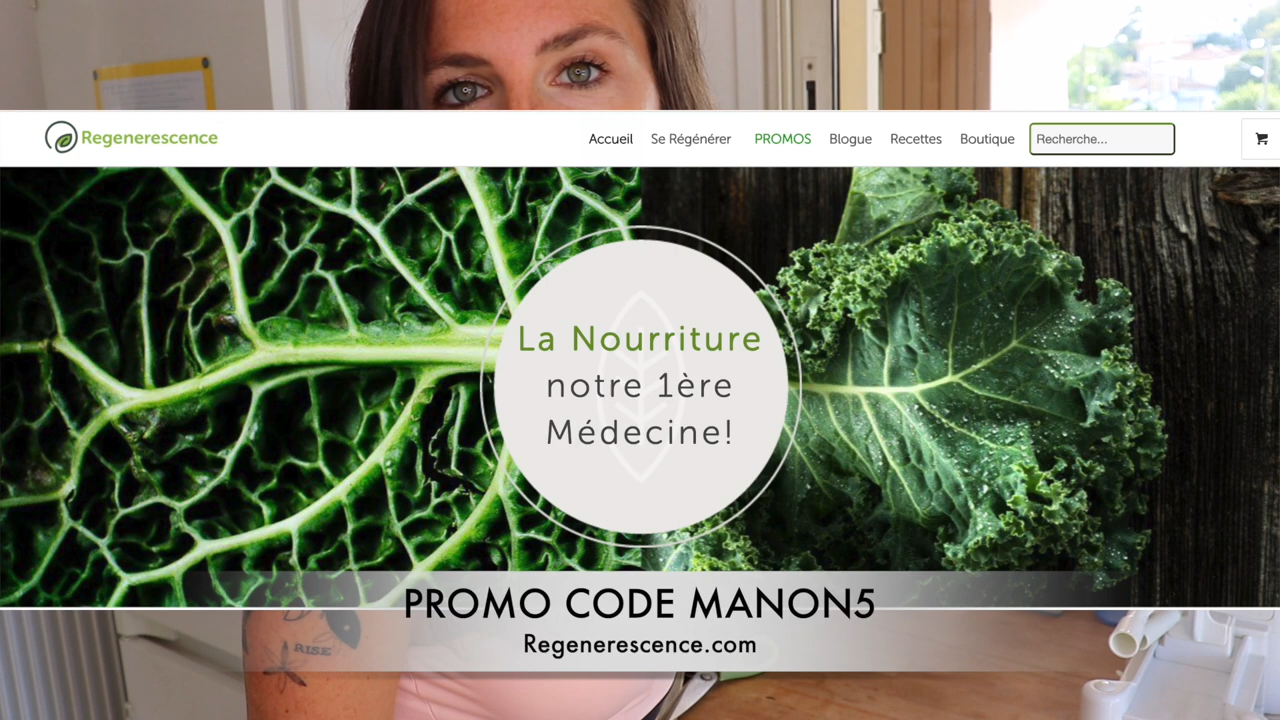 Regenerescence
Accueil Se Régénérer PROMOS Blogue Recettes Boutique Recherche...
La Nourriture
notre 1ère
Médecine!
PROMO CODE MANON5
Regenerescence.com
RISE